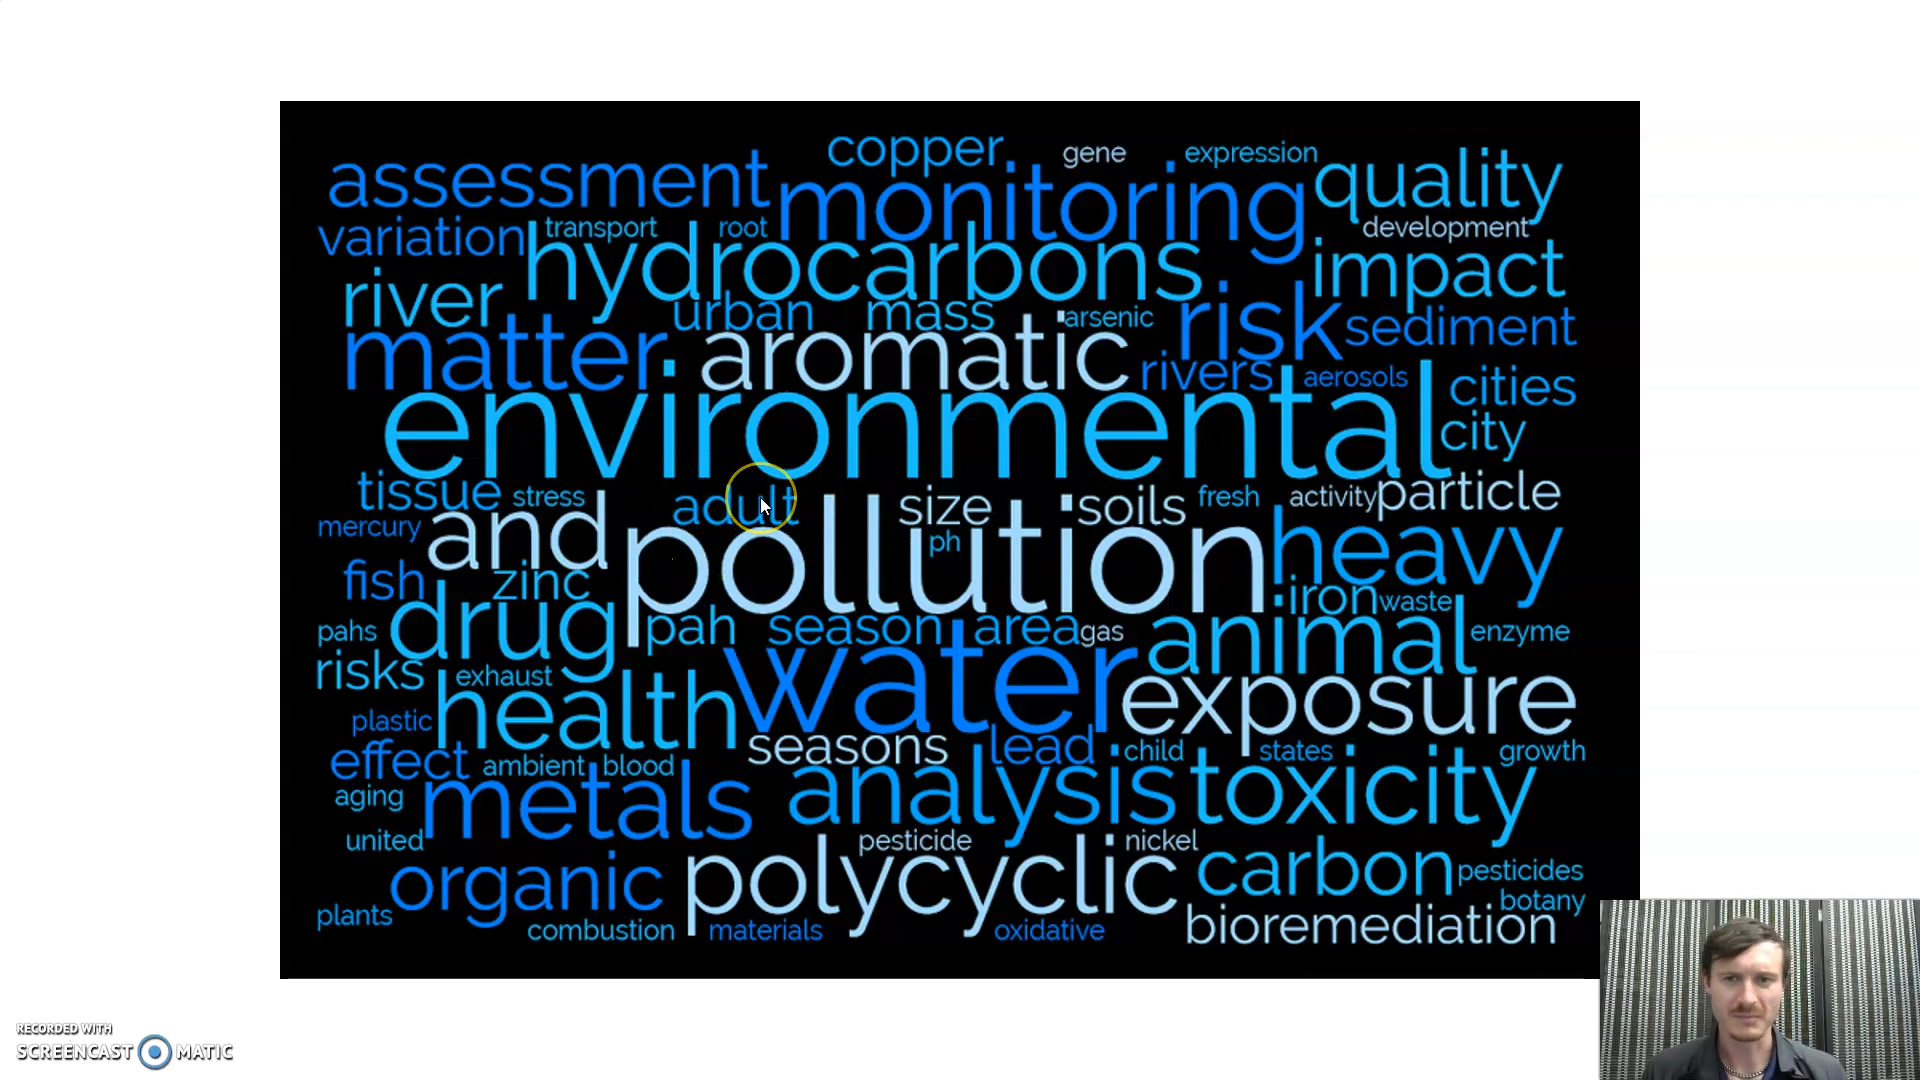 copper gene expression
assessment monitoring quality
variation transport root development
hydrocarbons impact
river urban mass arsenic risk sediment
matter aromatic rivers aerosols cities
environmental city
tissue stress adult size soils fresh activity particle
mercury and pollution ph heavy
fish zinc iron waste
pahs drug pah season area gas animal enzyme
risks exhaust health water exposure
plastic seasons lead child states growth
effect ambient blood
aging metals analysis toxicity
united pesticide nickel
organic polycyclic carbon pesticides
plants botany
combustion materials oxidative bioremediation
RECORDED WITH
SCREENCAST MATIC